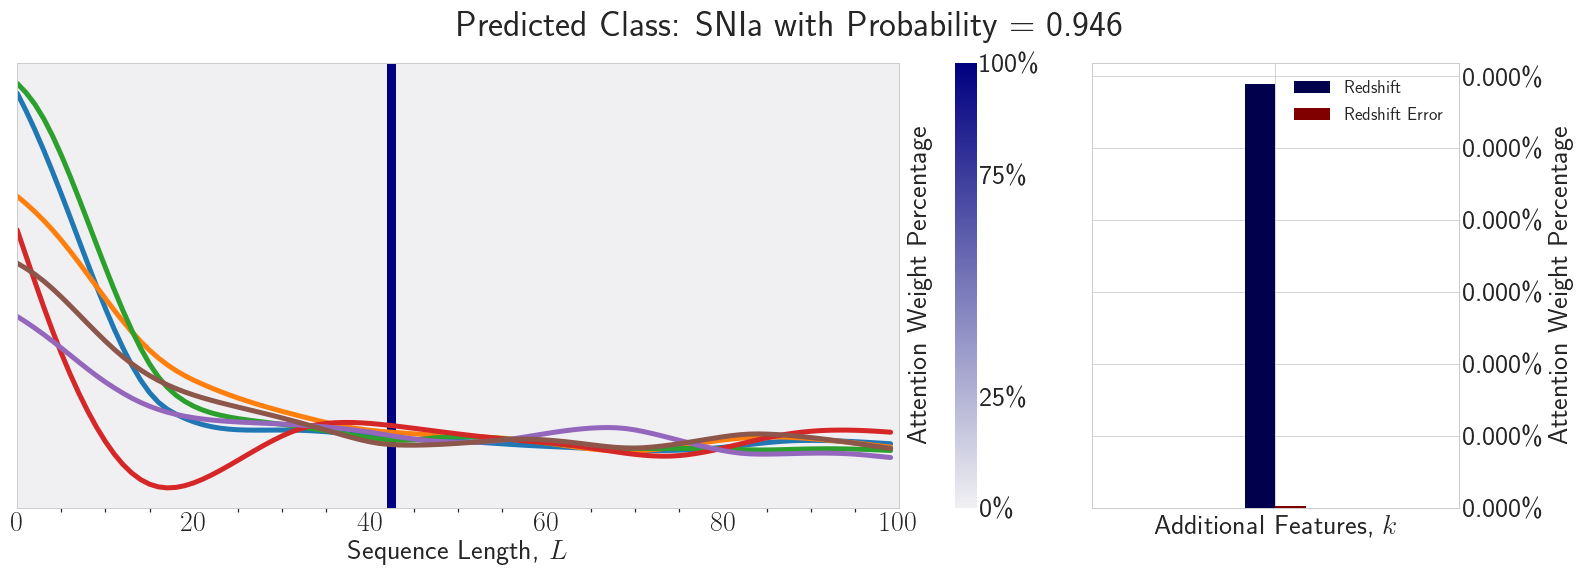 Predicted Class: SNIa with Probability = 0.946
0 20 40 60 80 100
Sequence Length, L
100%
75%
25%
0%
Attention Weight Percentage
Redshift
Redshift Error
0.000%
0.000%
0.000%
0.000%
0.000%
0.000%
0.000%
Attention Weight Percentage
Additional Features, k